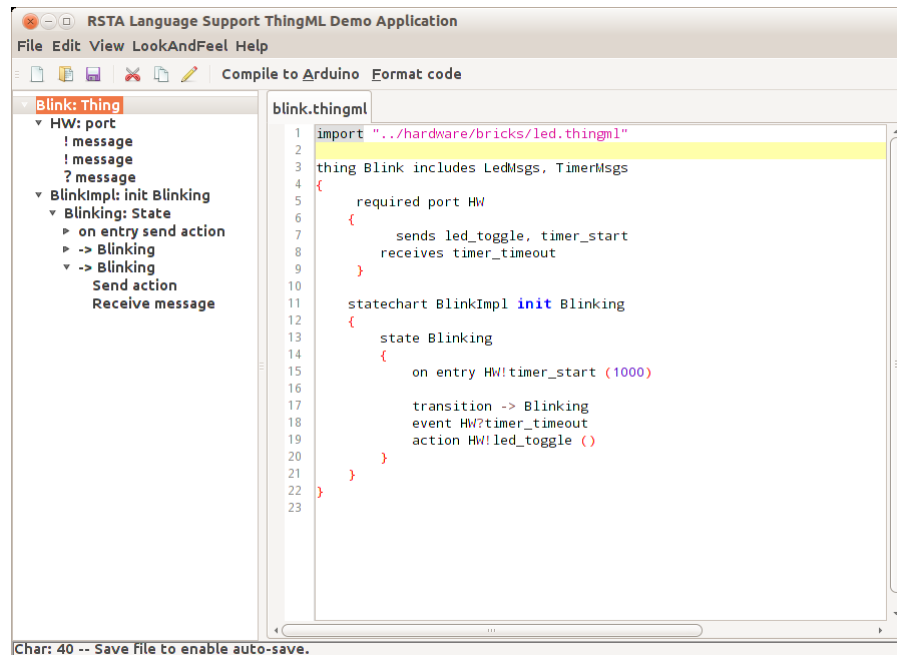 RSTA Language Support ThingML Demo Application
File Edit View LookAndFeel Help
Compile to Arduino Format code
Blink: Thing
HW: port
! message
! message
? message
BlinkImpl: init Blinking
Blinking: State
on entry send action
-> Blinking
-> Blinking
Send action
Receive message
blink.thingml
1 import "../hardware/bricks/led.thingml"
2
3 thing Blink includes LedMsgs, TimerMsgs
4 {
5 required port HW
6 {
7 sends led_toggle, timer_start
8 receives timer_timeout
9 }
10
11 statechart BlinkImpl init Blinking
12 {
13 state Blinking
14 {
15 on entry HW!timer_start (1000)
16
17 transition -> Blinking
18 event HW?timer_timeout
19 action HW!led_toggle ()
20 }
21 }
22 }
23
Char: 40 -- Save file to enable auto-save.